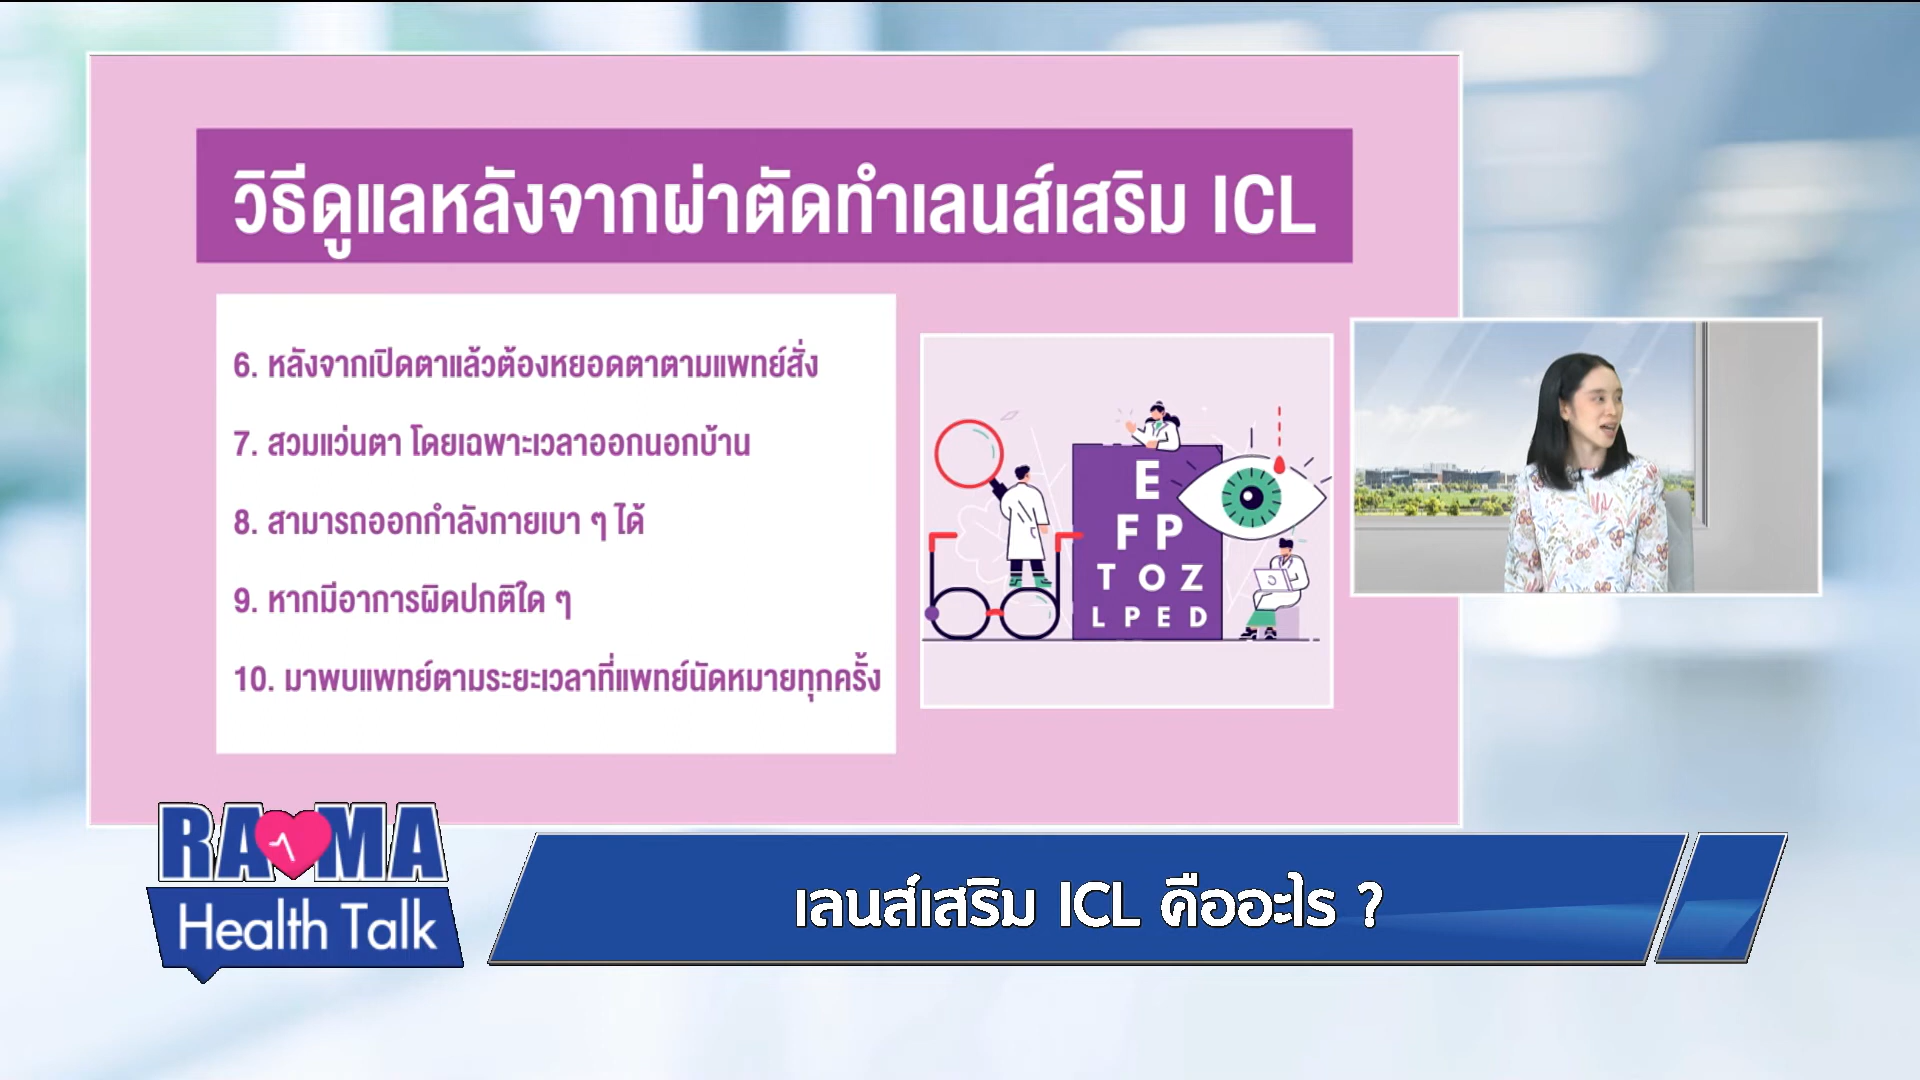 วิธีดูแลหลังจากผ่าตัดทำเลนส์เสริม ICL
6. หลังจากเปิดตาแล้วต้องหยอดตาตามแพทย์สั่ง
7. สวมแว่นตา โดยเฉพาะเวลาออกนอกบ้าน
8. สามารถออกกำลังกายเบา ๆ ได้
9. หากมีอาการผิดปกติใด ๆ
10. มาพบแพทย์ตามระยะเวลาที่แพทย์นัดหมายทุกครั้ง
E
F P
T O Z
L P E D
RAMA
Health Talk
เลนส์เสริม ICL คืออะไร ?